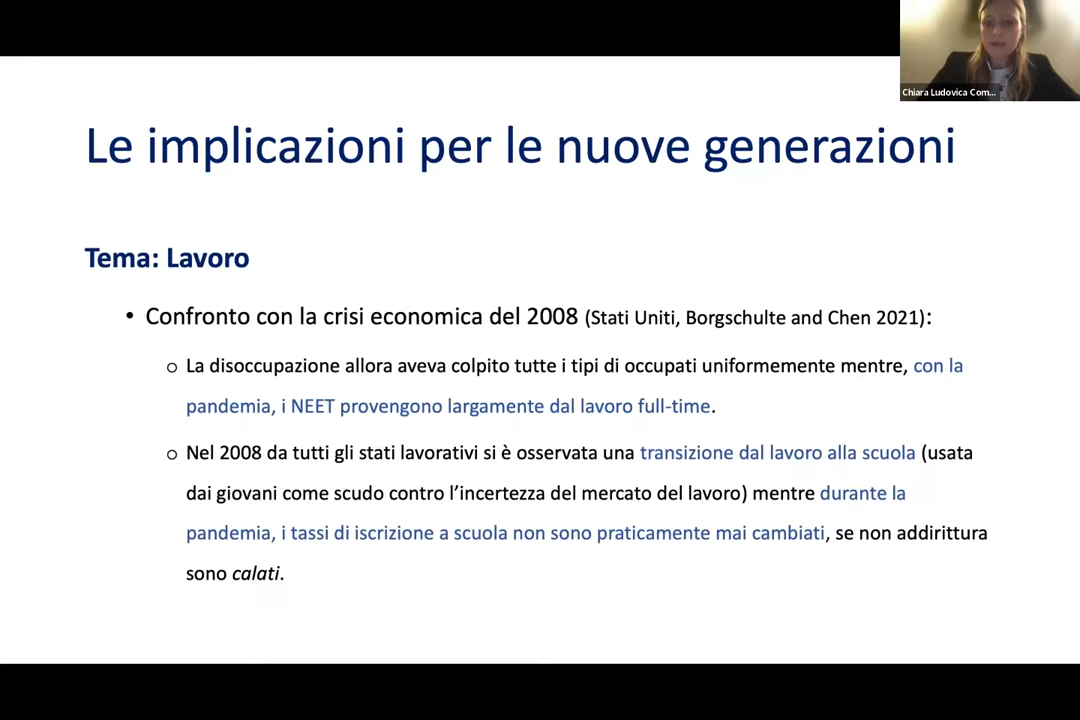 Chiara Ludovica Com...
Le implicazioni per le nuove generazioni
Tema: Lavoro
• Confronto con la crisi economica del 2008 (Stati Uniti, Borgschulte and Chen 2021):
o La disoccupazione allora aveva colpito tutte i tipi di occupati uniformemente mentre, con la
pandemia, i NEET provengono largamente dal lavoro full-time.
o Nel 2008 da tutti gli stati lavorativi si è osservata una transizione dal lavoro alla scuola (usata
dai giovani come scudo contro l’incertezza del mercato del lavoro) mentre durante la
pandemia, i tassi di iscrizione a scuola non sono praticamente mai cambiati, se non addirittura
sono calati.